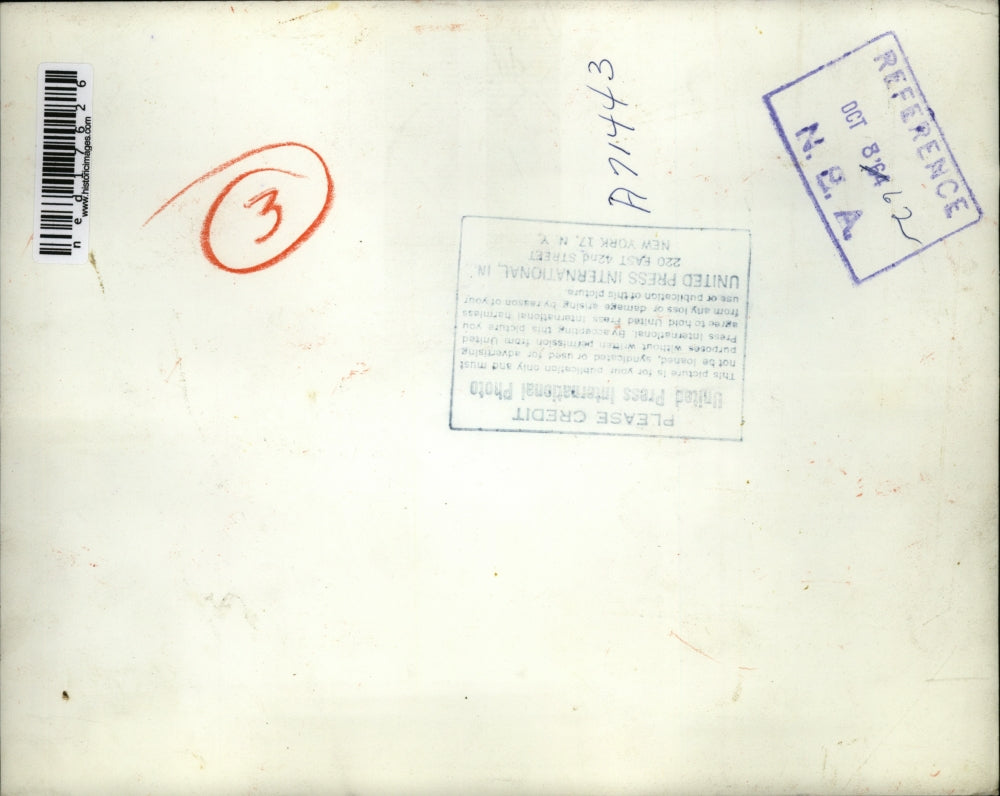 ned17626
www.historicimages.com
3
A71443
REFERENCE
OCT 8'64 62
N. E. A.
PLEASE CREDIT
United Press International Photo
This picture is for your publication only and must
not be loaned, syndicated or used for advertising
purposes without written permission from United
Press International. By accepting this picture you
agree to hold United Press International harmless
from any loss or damage arising by reason of your
use or publication of this picture.
UNITED PRESS INTERNATIONAL, IN
220 EAST 42nd STREET
NEW YORK 17, N. Y.